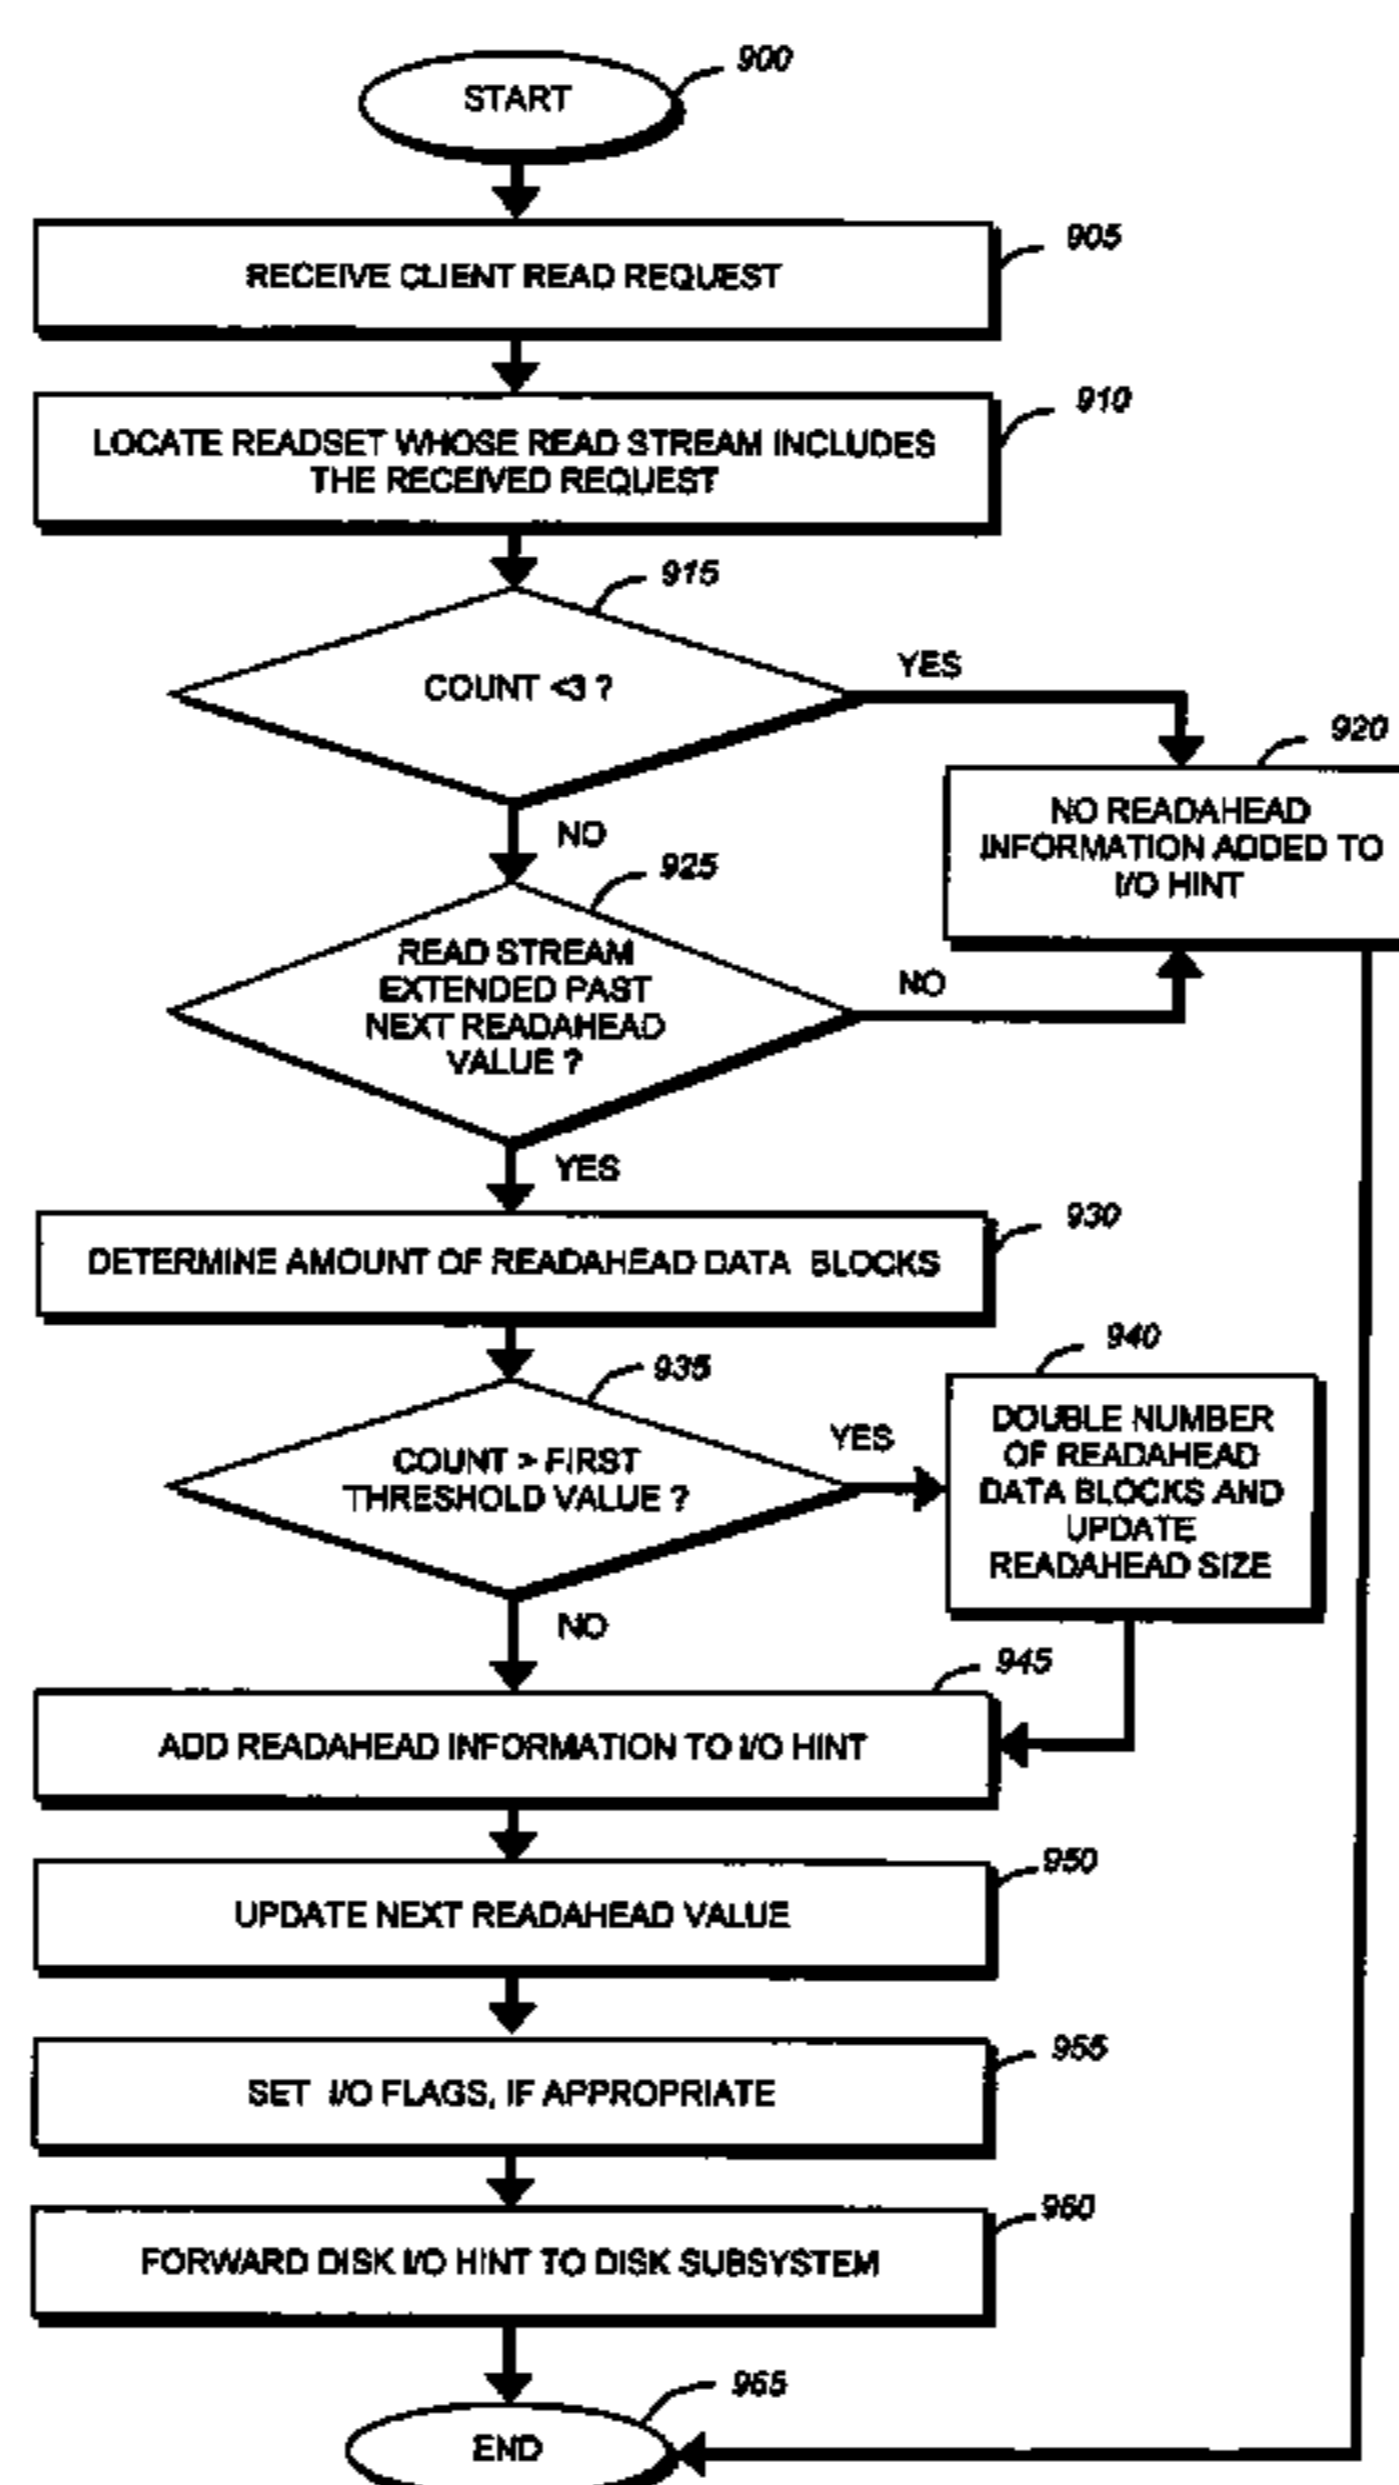 900
START
905
RECEIVE CLIENT READ REQUEST
910
LOCATE READSET WHOSE READ STREAM INCLUDES
THE RECEIVED REQUEST
915
COUNT <3 ?
YES
920
NO READAHEAD
INFORMATION ADDED TO
I/O HINT
NO
925
READ STREAM
EXTENDED PAST
NEXT READAHEAD
VALUE ?
NO
YES
930
DETERMINE AMOUNT OF READAHEAD DATA BLOCKS
935
COUNT > FIRST
THRESHOLD VALUE ?
YES
940
DOUBLE NUMBER
OF READAHEAD
DATA BLOCKS AND
UPDATE
READAHEAD SIZE
NO
945
ADD READAHEAD INFORMATION TO I/O HINT
950
UPDATE NEXT READAHEAD VALUE
955
SET I/O FLAGS, IF APPROPRIATE
960
FORWARD DISK I/O HINT TO DISK SUBSYSTEM
965
END